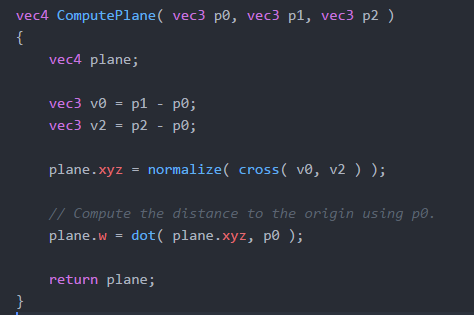 vec4 ComputePlane( vec3 p0, vec3 p1, vec3 p2 )
{
    vec4 plane;

    vec3 v0 = p1 - p0;
    vec3 v2 = p2 - p0;

    plane.xyz = normalize( cross( v0, v2 ) );

    // Compute the distance to the origin using p0.
    plane.w = dot( plane.xyz, p0 );

    return plane;
}